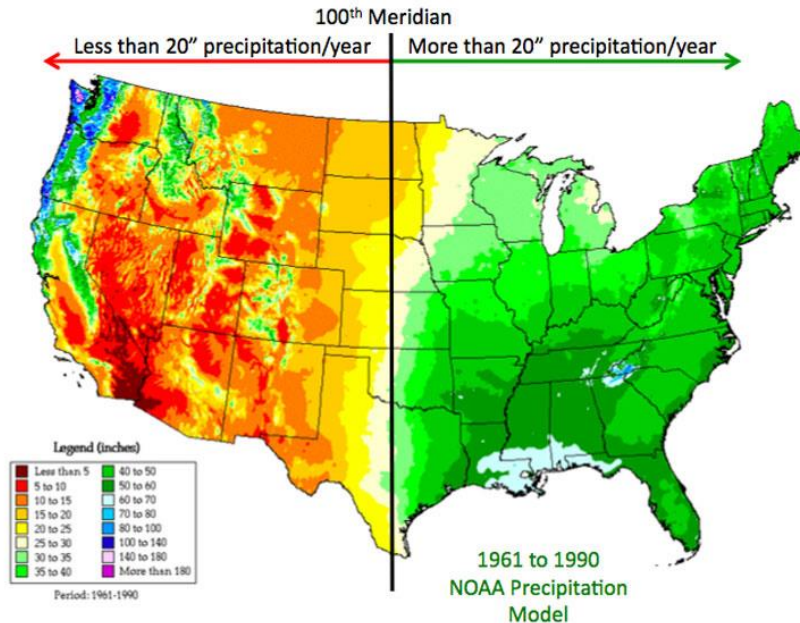 100th Meridian
Less than 20” precipitation/year
More than 20” precipitation/year
Legend (inches)
Less than 5
5 to 10
10 to 15
15 to 20
20 to 25
25 to 30
30 to 35
35 to 40
40 to 50
50 to 60
60 to 70
70 to 80
80 to 100
100 to 140
140 to 180
More than 180
Period: 1961-1990
1961 to 1990
NOAA Precipitation
Model